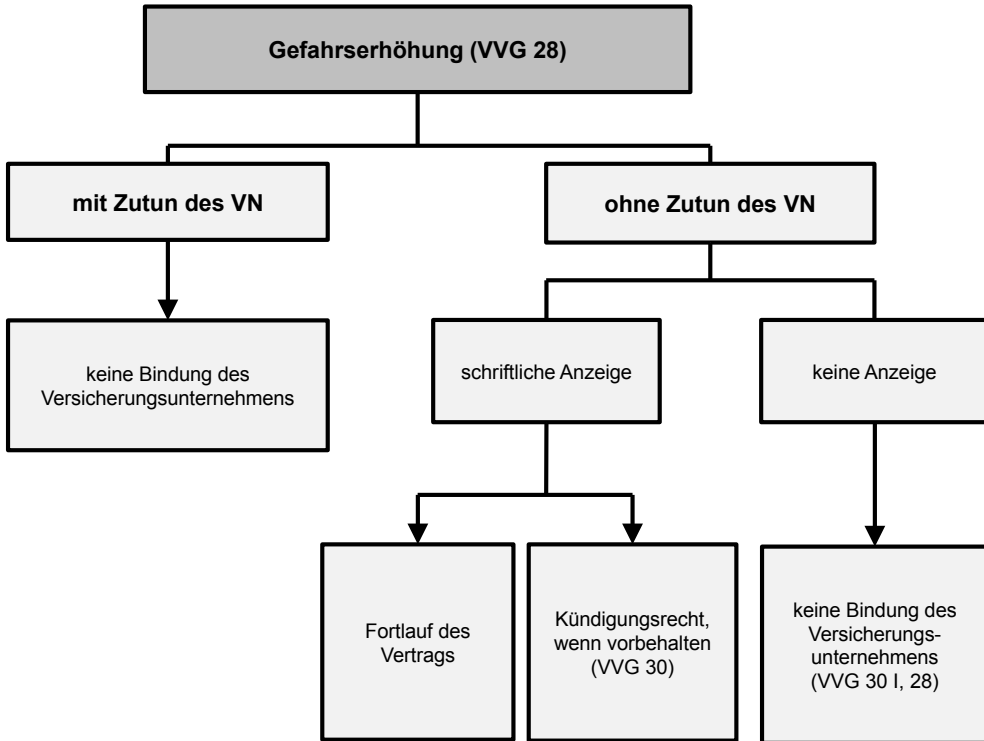 Gefahrserhöhung (VVG 28)
mit Zutun des VN
ohne Zutun des VN
keine Bindung des
Versicherungsunternehmens
schriftliche Anzeige
keine Anzeige
Fortlauf des
Vertrags
Kündigungsrecht,
wenn vorbehalten
(VVG 30)
keine Bindung des
Versicherungs-
unternehmens
(VVG 30 I, 28)